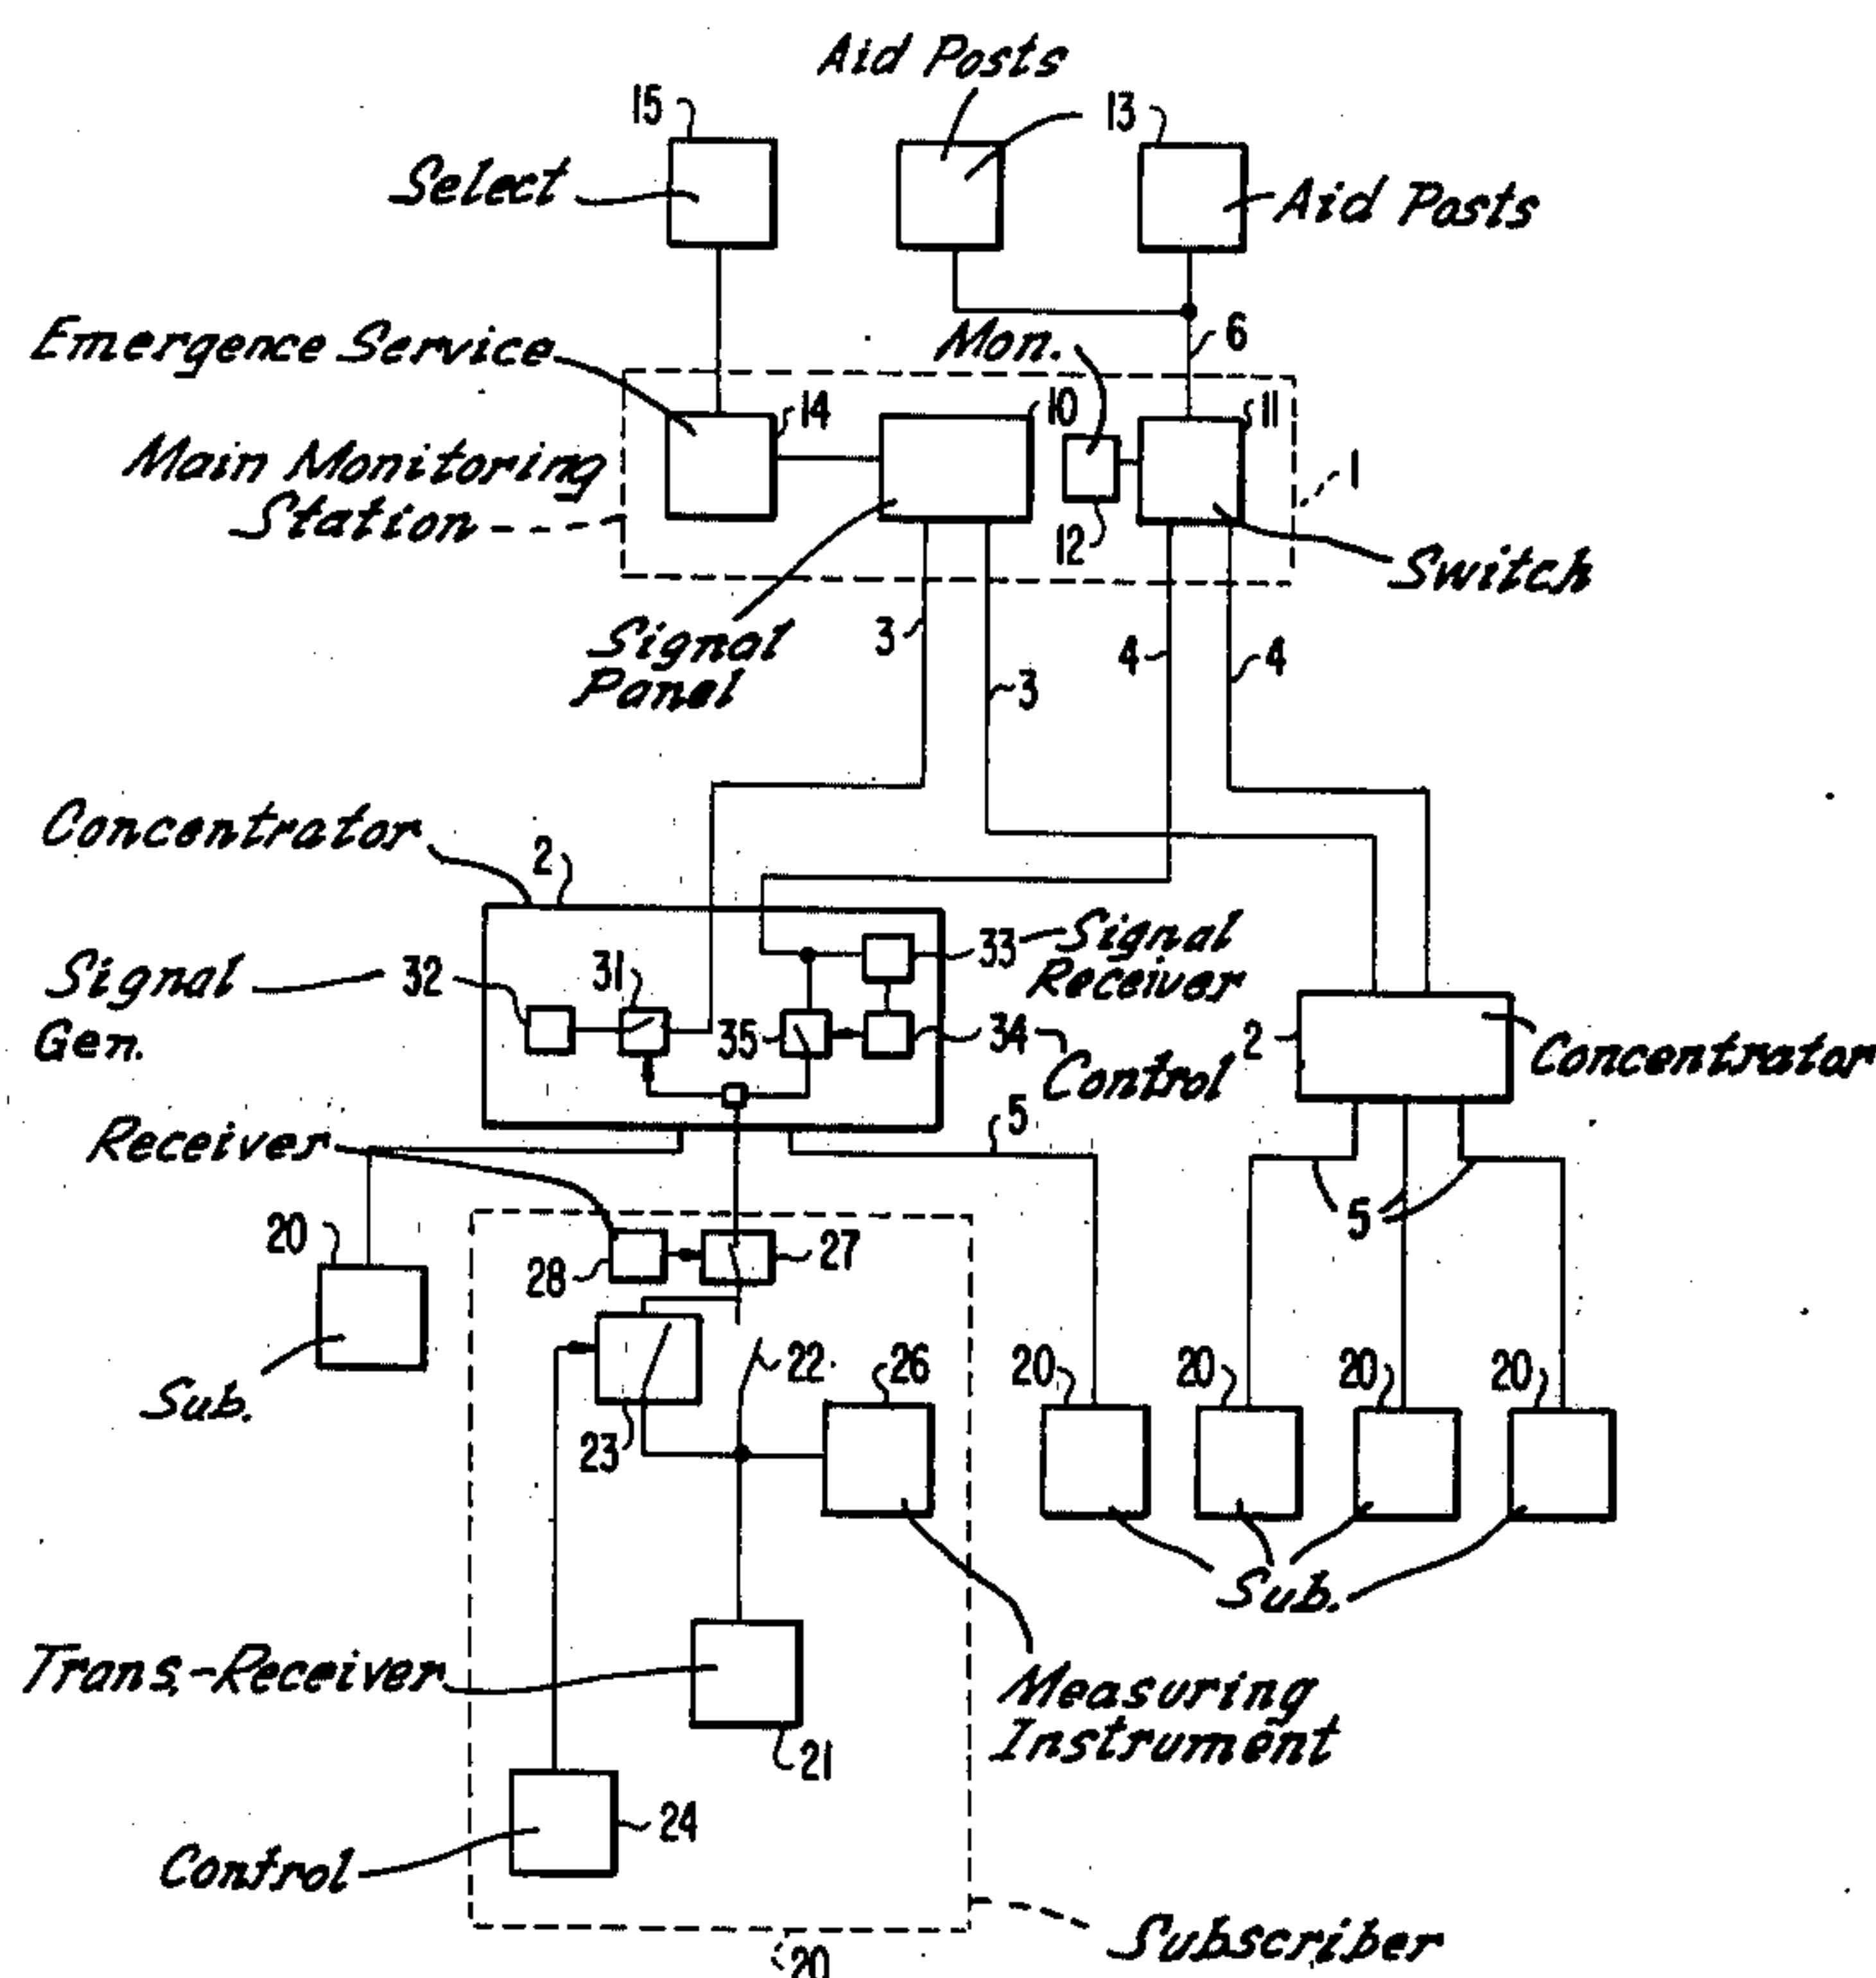 Aid Posts
15
13
Select
Aid Posts
Emergence Service
Mon.
6
14
10
11
Main Monitoring
Station
1
12
Switch
Signal
Panel
3
4
4
3
Concentrator
2
Signal
Gen.
32
31
33
Signal
Receiver
35
34
Control
2
Concentrator
Receiver
5
5
20
28
27
Sub.
22
26
20
20
20
20
23
Sub.
Trans.-Receiver
Measuring
Instrument
21
24
Control
Subscriber
20